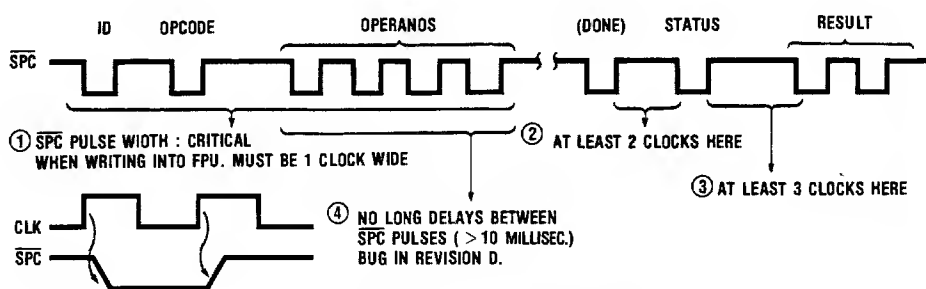 ID OPCODE OPERANOS (DONE) STATUS RESULT
SPC
① SPC PULSE WIOTH : CRITICAL
WHEN WRITING INTO FPU. MUST BE 1 CLOCK WIDE
② AT LEAST 2 CLOCKS HERE
③ AT LEAST 3 CLOCKS HERE
④ NO LONG DELAYS BETWEEN
SPC PULSES ( > 10 MILLISEC.)
BUG IN REVISION D.
CLK
SPC